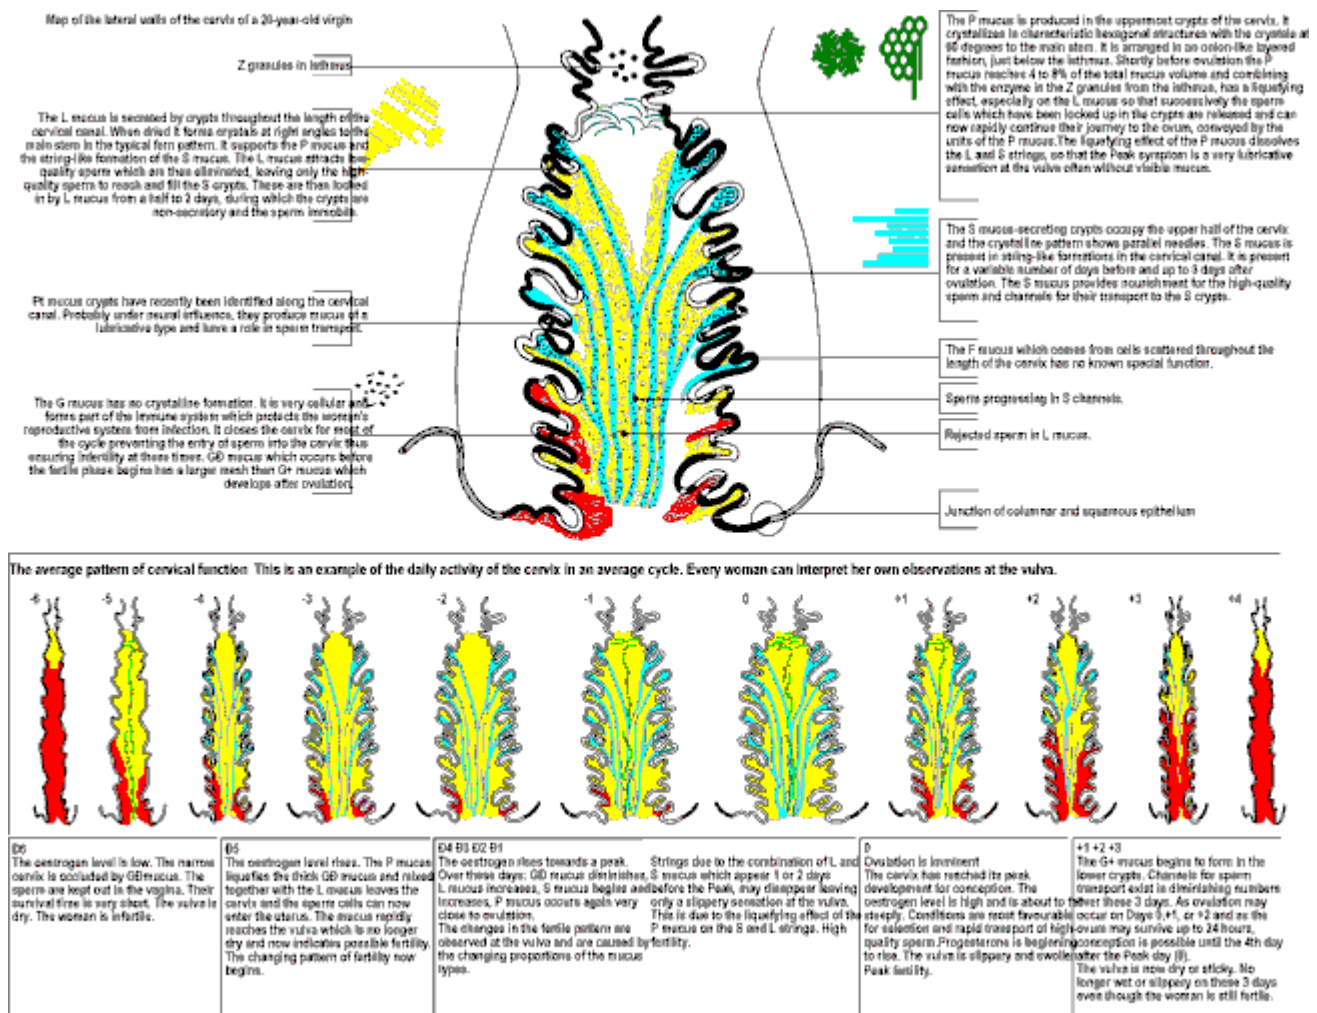 Map of the lateral walls of the cervix of a 20-year-old virgin
Z granules in Isthmus
The L mucus is secreted by crypts throughout the length of the
cervical canal. When dried it forms crystals at right angles to the
main stem in the typical fern pattern. It supports the P mucus and
the string-like formation of the S mucus. The L mucus attracts low-
quality sperm which are then eliminated, leaving only the high-
quality sperm to reach and fill the S crypts. These are then locked
in by L mucus from a half to 2 days, during which the crypts are
non-secretory and the sperm immobile.
Pt mucus crypts have recently been identified along the cervical
canal. Probably under neural influence, they produce mucus of a
lubricative type and have a role in sperm transport.
The G mucus has no crystalline formation. It is very cellular and
forms part of the immune system which protects the woman's
reproductive system from infection. It closes the cervix for most of
the cycle preventing the entry of sperm into the cervix thus
ensuring infertility at these times. GÐ mucus which occurs before
the fertile phase begins has a larger mesh than G+ mucus which
develops after ovulation.
The P mucus is produced in the uppermost crypts of the cervix. It
crystallizes in characteristic hexagonal structures with the crystals at
60 degrees to the main stem. It is arranged in an onion-like layered
fashion, just below the isthmus. Shortly before ovulation the P
mucus reaches 4 to 8% of the total mucus volume and combining
with the enzyme in the Z granules from the isthmus, has a liquefying
effect, especially on the L mucus so that successively the sperm
cells which have been locked up in the crypts are released and can
now rapidly continue their journey to the ovum, conveyed by the
units of the P mucus.The liquefying effect of the P mucus dissolves
the L and S strings, so that the Peak symptom is a very lubricative
sensation at the vulva often without visible mucus.
The S mucus-secreting crypts occupy the upper half of the cervix
and the crystalline pattern shows parallel needles. The S mucus is
present in string-like formations in the cervical canal. It is present
for a variable number of days before and up to 3 days after
ovulation. The S mucus provides nourishment for the high-quality
sperm and channels for their transport to the S crypts.
The F mucus which comes from cells scattered throughout the
length of the cervix has no known special function.
Sperm progressing in S channels.
Rejected sperm in L mucus.
Junction of columnar and squamous epithelium
The average pattern of cervical function This is an example of the daily activity of the cervix in an average cycle. Every woman can interpret her own observations at the vulva.
-6 -5 -4 -3 -2 -1 0 +1 +2 +3 +4
Ð6
The oestrogen level is low. The narrow
cervix is occluded by GÐmucus. The
sperm are kept out in the vagina. Their
survival time is very short. The vulva is
dry. The woman is infertile.
Ð5
The oestrogen level rises. The P mucus
liquefies the thick GÐ mucus and mixed
together with the L mucus leaves the
cervix and the sperm cells can now
enter the uterus. The mucus rapidly
reaches the vulva which is no longer
dry and now indicates possible fertility.
The changing pattern of fertility now
begins.
Ð4 Ð3 Ð2 Ð1
The oestrogen rises towards a peak.
Over these days: GÐ mucus diminishes,
L mucus increases, S mucus begins and
increases, P mucus occurs again very
close to ovulation.
The changes in the fertile pattern are
observed at the vulva and are caused by
the changing proportions of the mucus
types.
Strings due to the combination of L and
S mucus which appear 1 or 2 days
before the Peak, may disappear leaving
only a slippery sensation at the vulva.
This is due to the liquefying effect of the
P mucus on the S and L strings. High
fertility.
0
Ovulation is imminent
The cervix has reached its peak
development for conception. The
oestrogen level is high and is about to fall
steeply. Conditions are most favourable
for selection and rapid transport of high-
quality sperm.Progesterone is beginning
to rise. The vulva is slippery and swollen
Peak fertility.
+1 +2 +3
The G+ mucus begins to form in the
lower crypts. Channels for sperm
transport exist in diminishing numbers
over these 3 days. As ovulation may
occur on Days 0,+1, or +2 and as the
ovum may survive up to 24 hours,
conception is possible until the 4th day
after the Peak day (0).
The vulva is now dry or sticky. No
longer wet or slippery on these 3 days
even though the woman is still fertile.